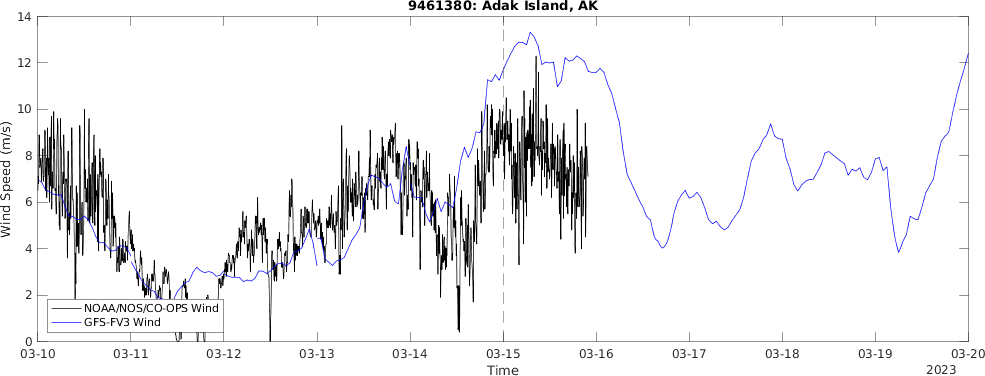 9461380: Adak Island, AK
14
12
10
8
6
4
2
0
Wind Speed (m/s)
NOAA/NOS/CO-OPS Wind
GFS-FV3 Wind
03-10 03-11 03-12 03-13 03-14 03-15 03-16 03-17 03-18 03-19 03-20
Time
2023